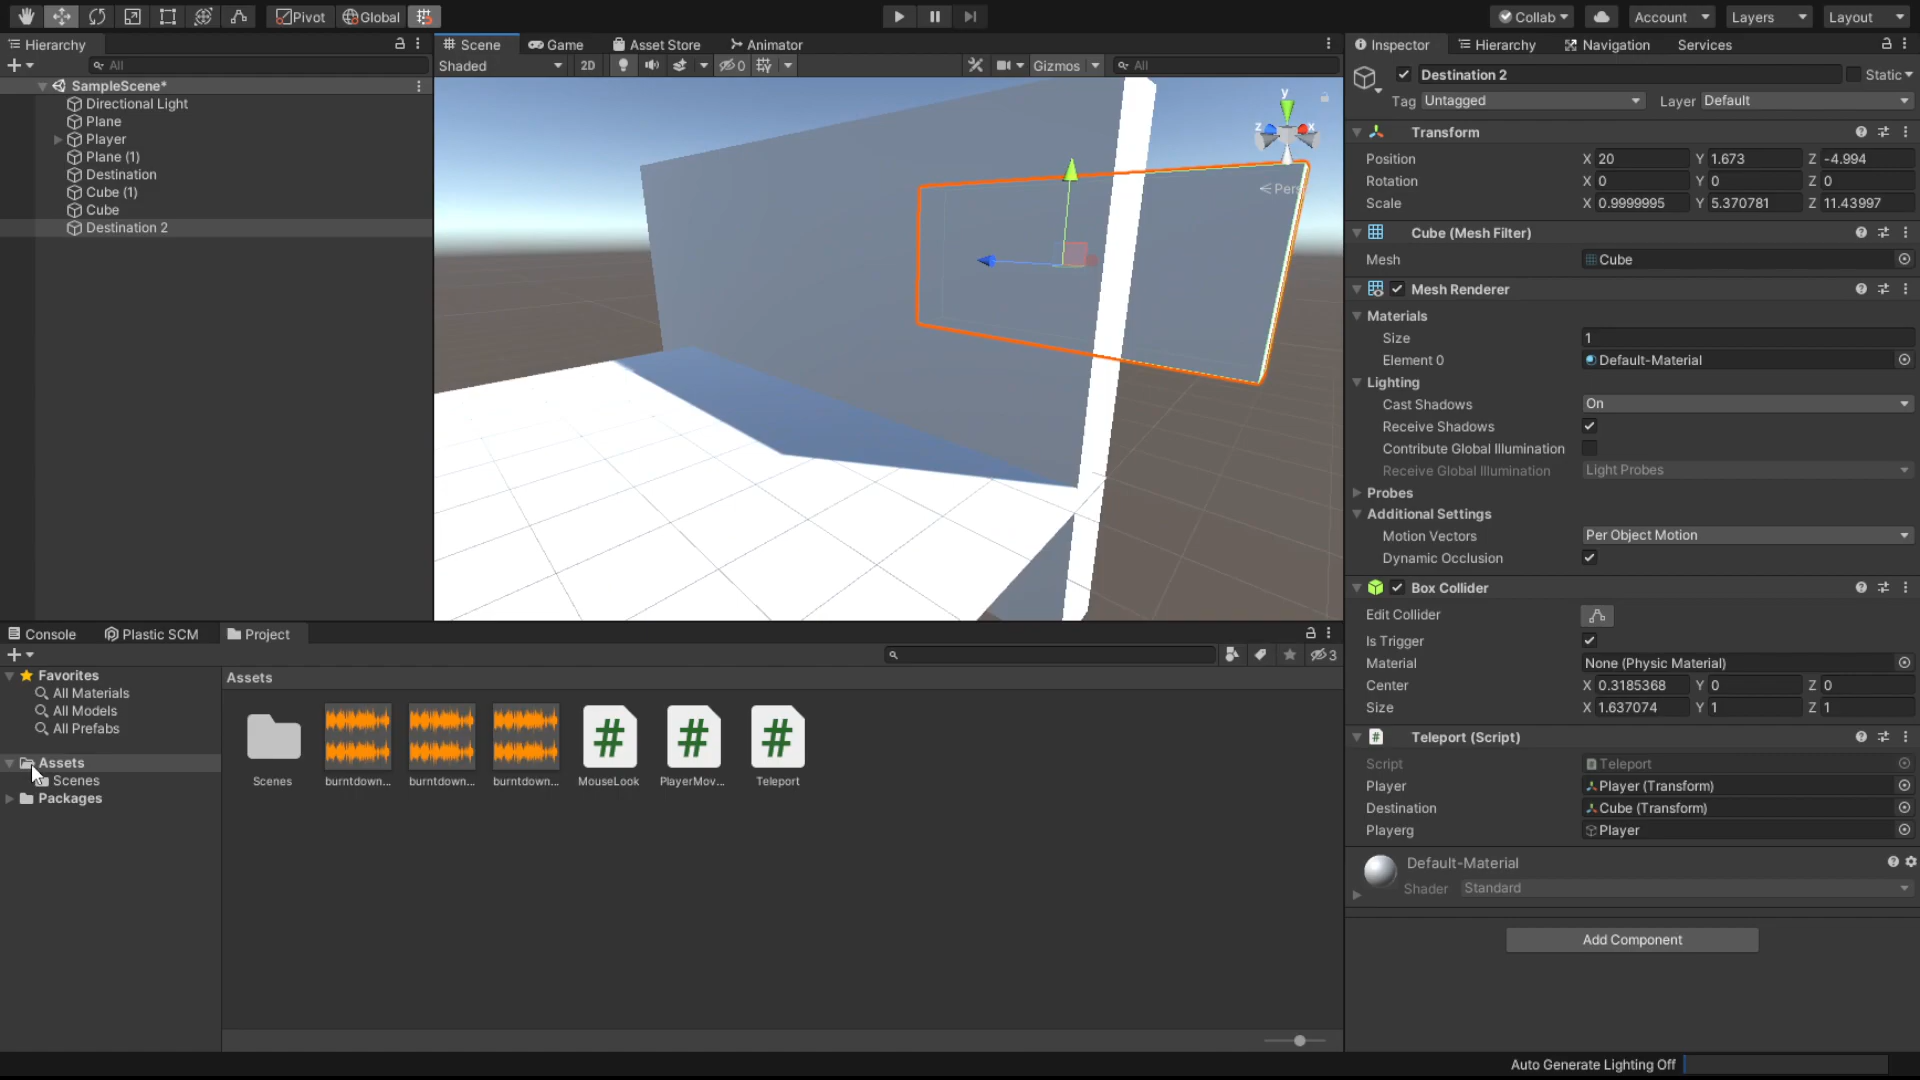 Pivot Global Collab Account Layers Layout
Hierarchy Scene Game Asset Store Animator Inspector Hierarchy Navigation Services
All Shaded 2D 0 Gizmos All
Destination 2 Static
Tag Untagged Layer Default
SampleScene*
Directional Light
Plane
Player
Plane (1)
Destination
Cube (1)
Cube
Destination 2
y
z x
Pers
Transform
Position X 20 Y 1.673 Z -4.994
Rotation X 0 Y 0 Z 0
Scale X 0.9999995 Y 5.370781 Z 11.43997
Cube (Mesh Filter)
Mesh Cube
Mesh Renderer
Materials
Size 1
Element 0 Default-Material
Lighting
Cast Shadows On
Receive Shadows
Contribute Global Illumination
Receive Global Illumination Light Probes
Probes
Additional Settings
Motion Vectors Per Object Motion
Dynamic Occlusion
Box Collider
Edit Collider
Is Trigger
Material None (Physic Material)
Center X 0.3185368 Y 0 Z 0
Size X 1.637074 Y 1 Z 1
Teleport (Script)
Script Teleport
Player Player (Transform)
Destination Cube (Transform)
Playerg Player
Default-Material
Shader Standard
Add Component
Console Plastic SCM Project
3
Favorites
All Materials
All Models
All Prefabs
Assets
Scenes
Packages
Assets
Scenes burntdown... burntdown... burntdown... MouseLook PlayerMov... Teleport
Auto Generate Lighting Off